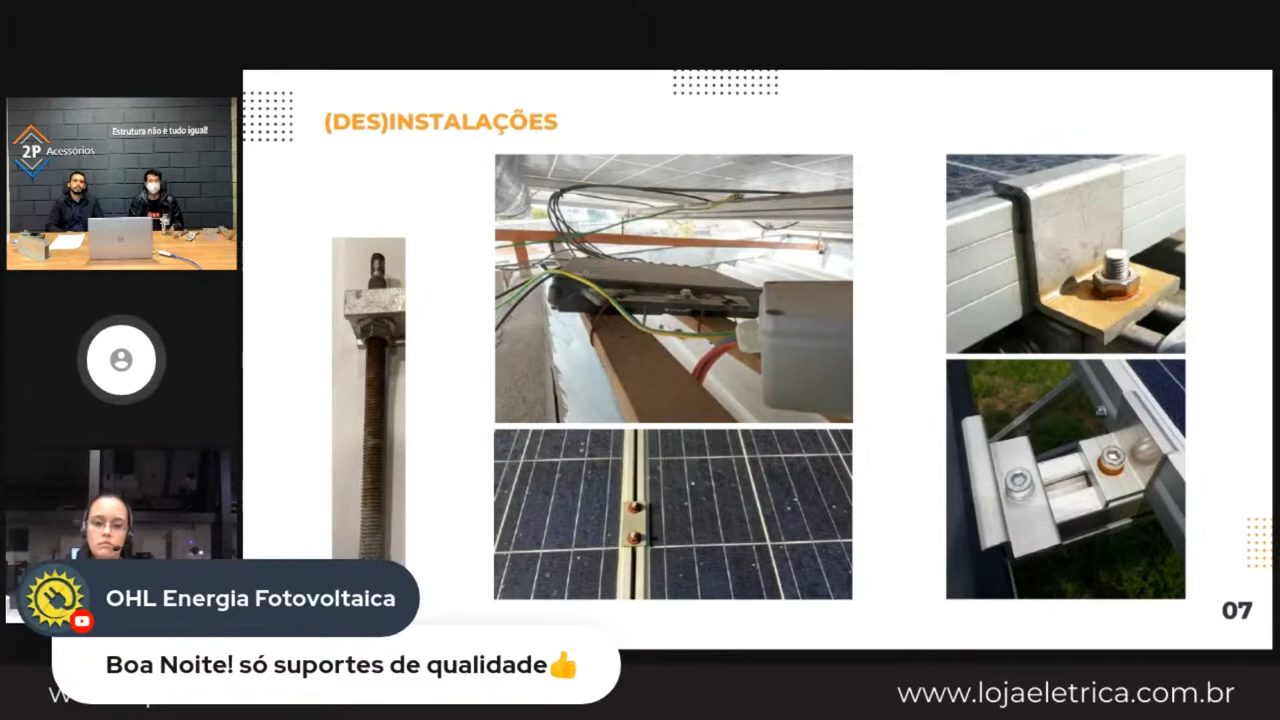 (DES)INSTALAÇÕES
Estrutura não é tudo igual!
2P Acessórios
OHL Energia Fotovoltaica
Boa Noite! só suportes de qualidade👍
07
www.lojaeletrica.com.br